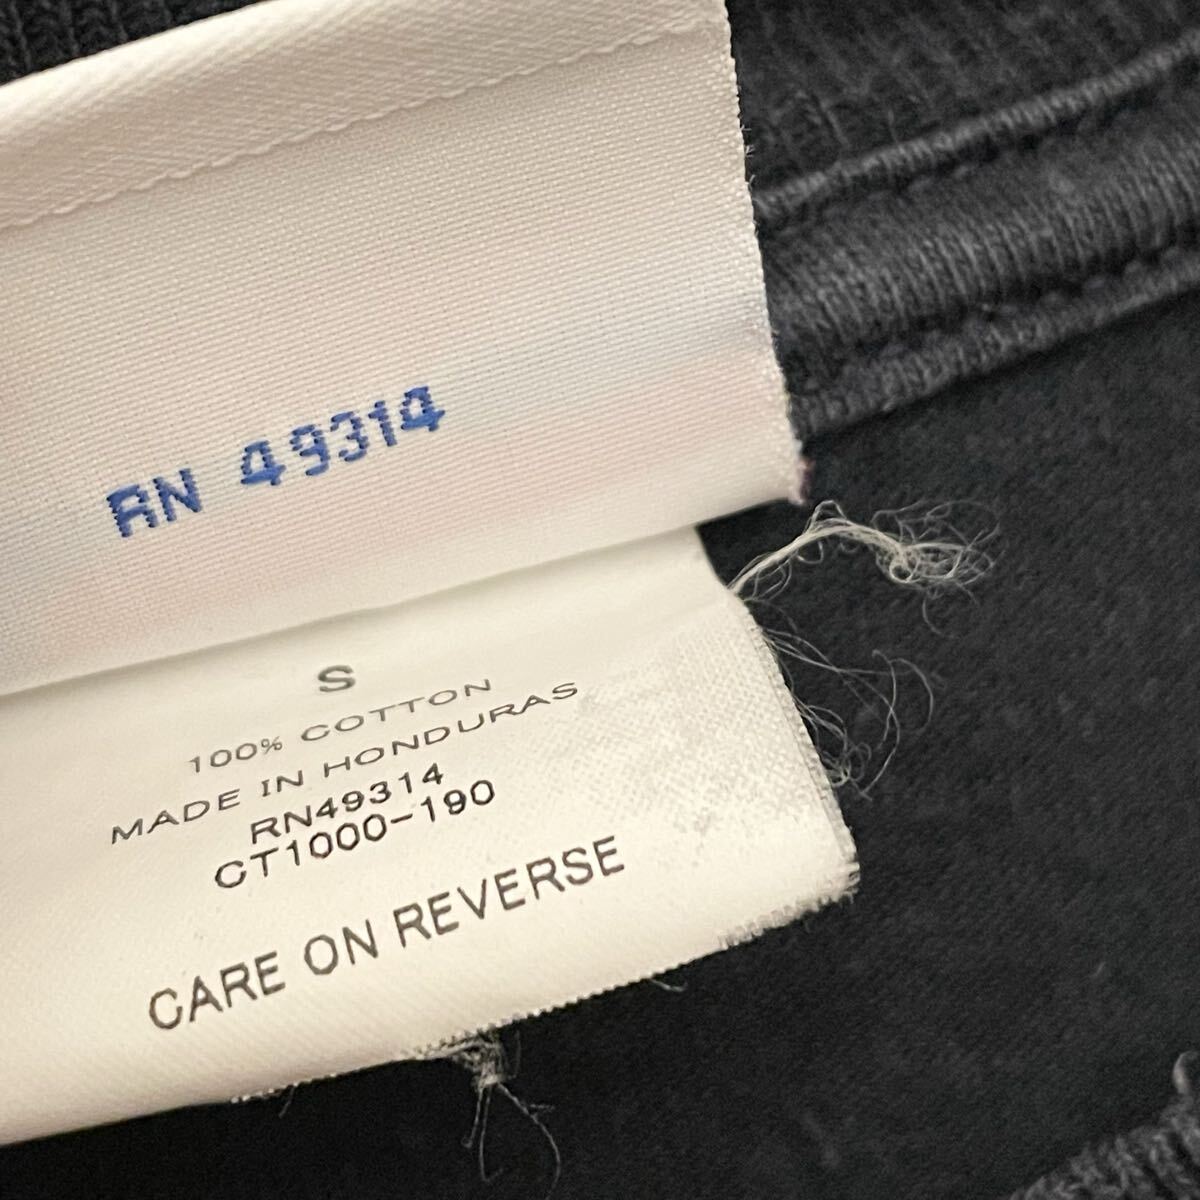 RN 49314
S
100% COTTON
MADE IN HONDURAS
RN49314
CT1000-190
CARE ON REVERSE